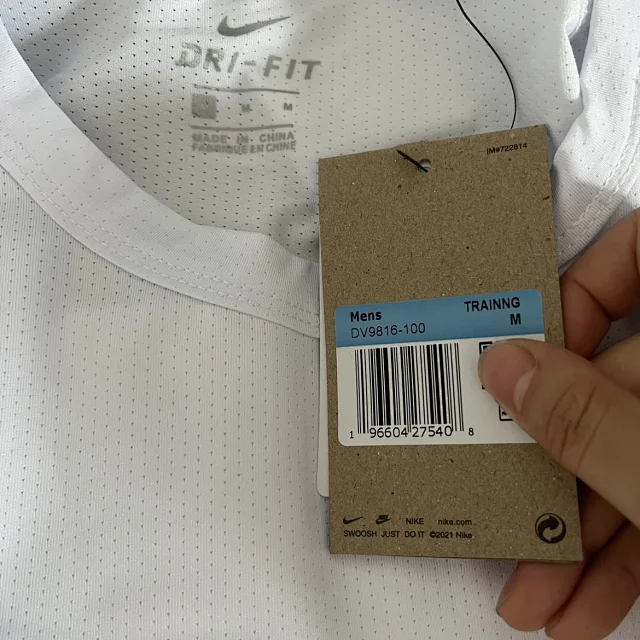 DRI-FIT
M M
MADE IN CHINA
FABRIQUÉ EN CHINE
IM#722814
Mens TRAINNG
DV9816-100 M
1 96604 27540 8
NIKE nike.com
SWOOSH JUST DO IT ©2021 Nike